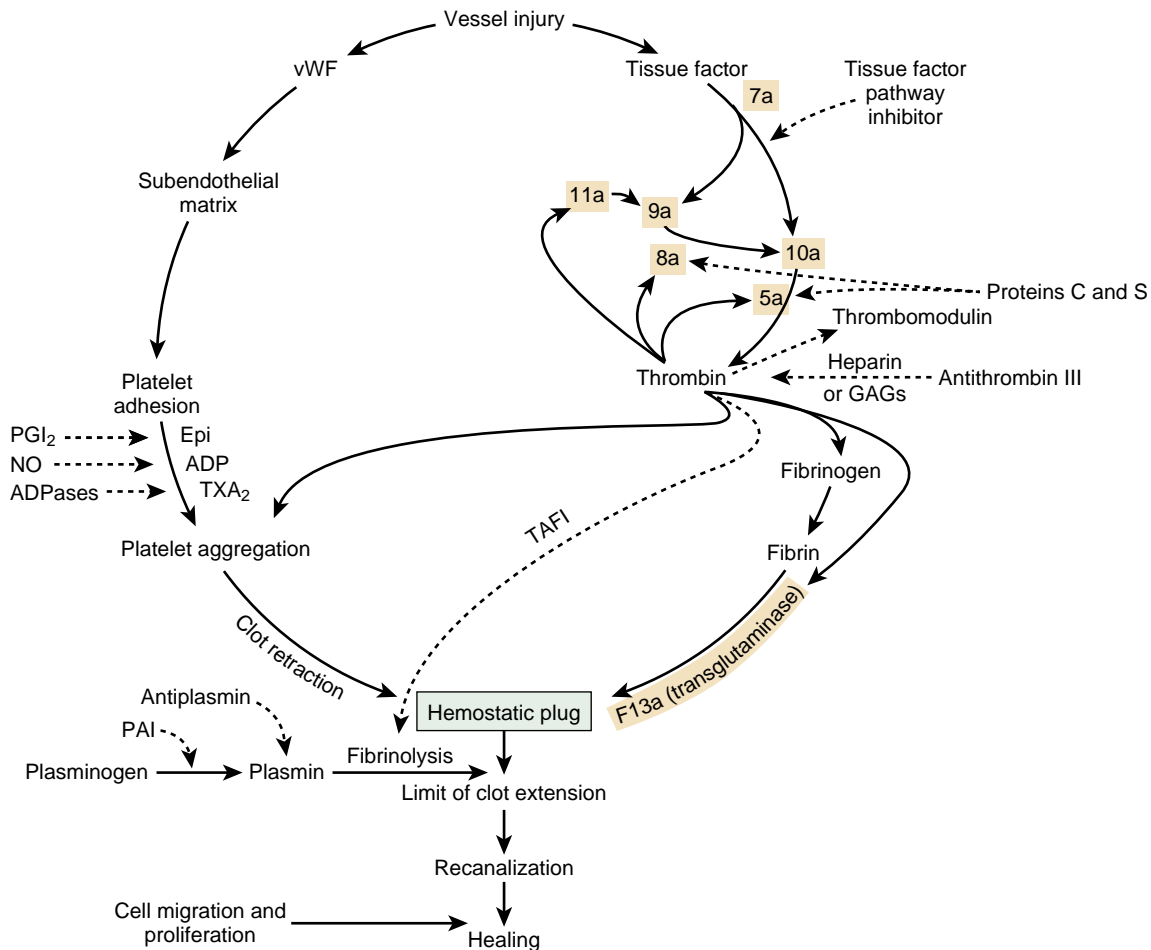 Vessel injury
vWF
Tissue factor
Tissue factor
pathway
inhibitor
7a
Subendothelial
matrix
11a
9a
8a
10a
5a
Proteins C and S
Thrombomodulin
Platelet
adhesion
Thrombin
Heparin
or GAGs
Antithrombin III
PGI₂
Epi
NO
ADP
ADPases
TXA₂
Fibrinogen
TAFI
Platelet aggregation
Fibrin
Clot retraction
F13a (transglutaminase)
Antiplasmin
Hemostatic plug
PAI
Plasminogen
Plasmin
Fibrinolysis
Limit of clot extension
Recanalization
Cell migration and
proliferation
Healing